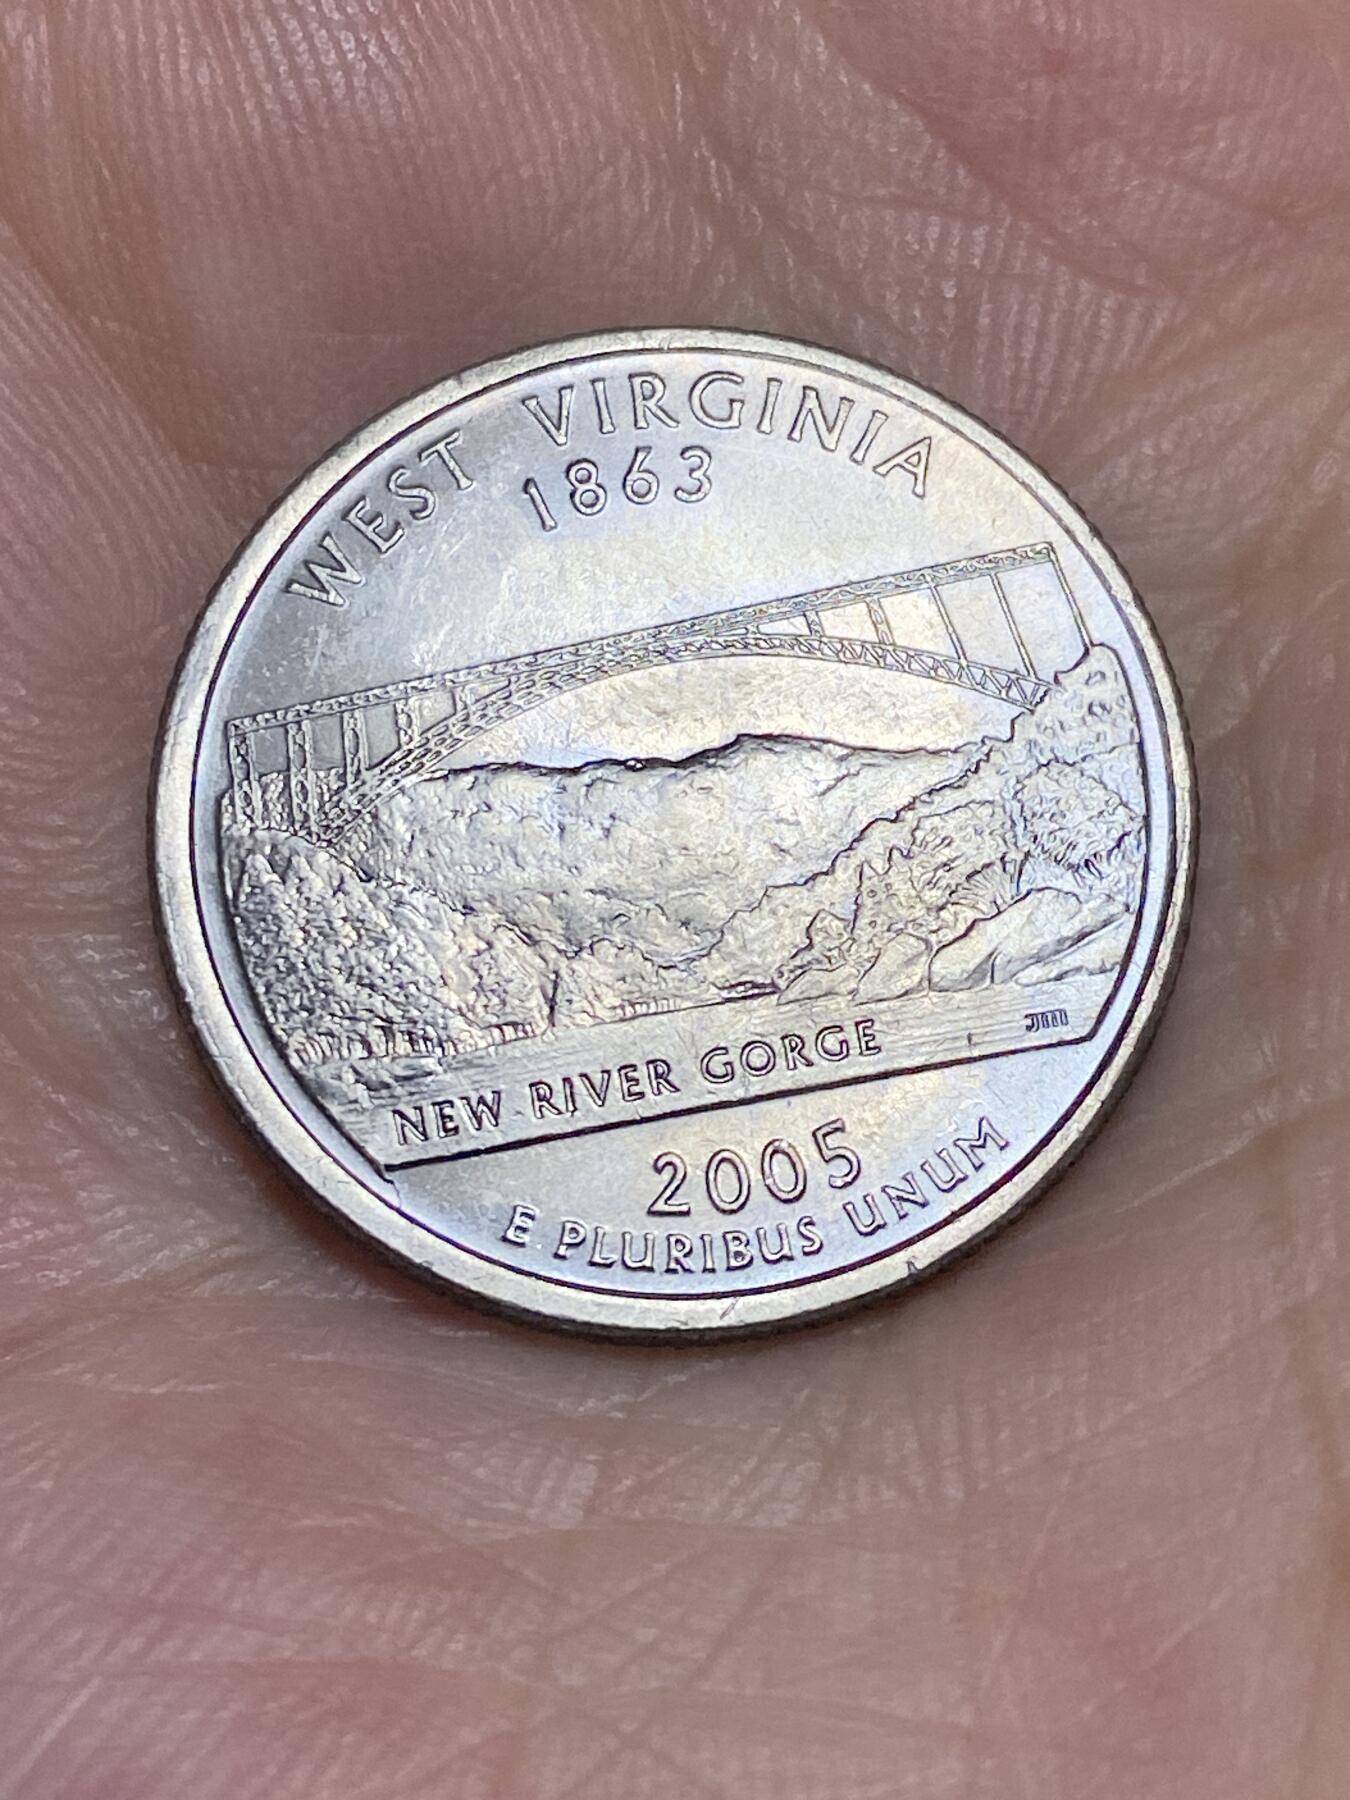 WEST VIRGINIA
1863
NEW RIVER GORGE
2005
E PLURIBUS UNUM